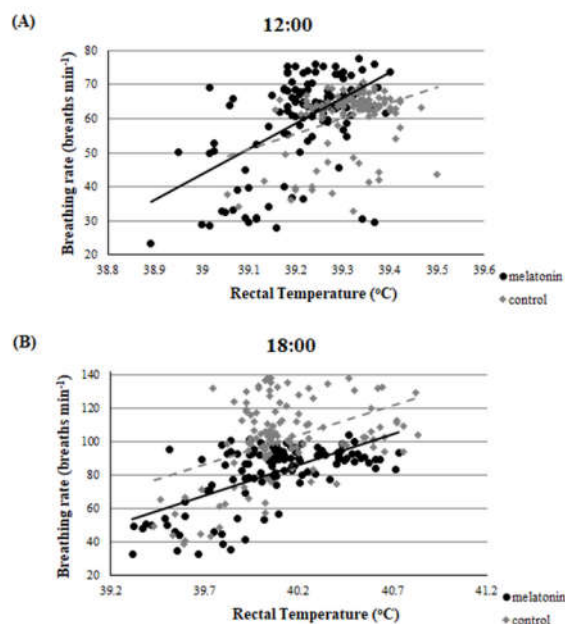 (A)
12:00
80
70
60
50
40
30
20
Breathing rate (breaths min⁻¹)
38.8 38.9 39 39.1 39.2 39.3 39.4 39.5 39.6
Rectal Temperature (ºC)
melatonin
control
(B)
18:00
140
120
100
80
60
40
20
Breathing rate (breaths min⁻¹)
39.2 39.7 40.2 40.7 41.2
Rectal Temperature (ºC)
melatonin
control